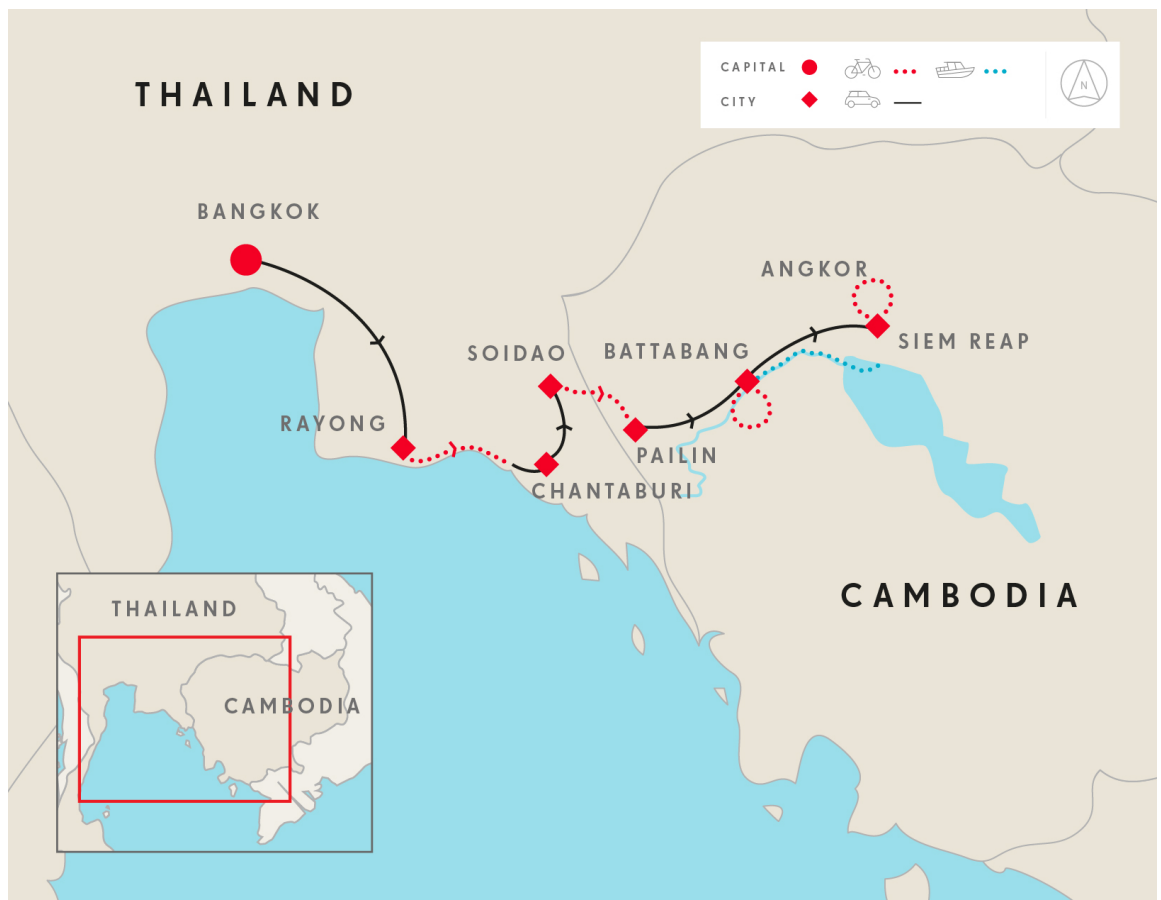 THAILAND
CAPITAL
CITY
N
BANGKOK
ANGKOR
SIEM REAP
SOIDAO
BATTABANG
RAYONG
PAILIN
CHANTABURI
CAMBODIA
THAILAND
CAMBODIA